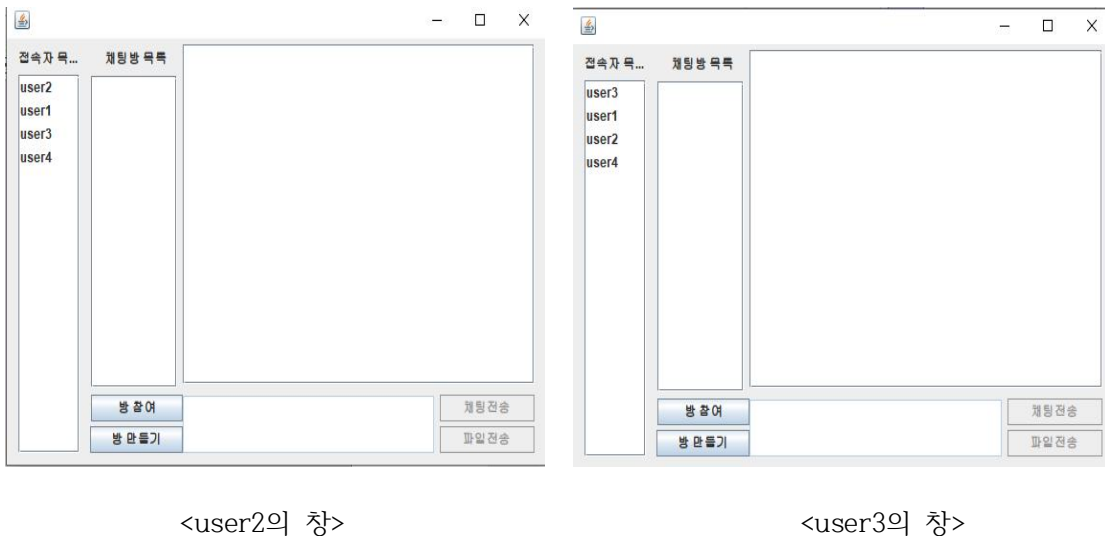 접속자 목...
채팅방 목록
user2
user1
user3
user4
방 참여
채팅전송
방 만들기
파일전송
<user2의 창>
접속자 목...
채팅방 목록
user3
user1
user2
user4
방 참여
채팅전송
방 만들기
파일전송
<user3의 창>